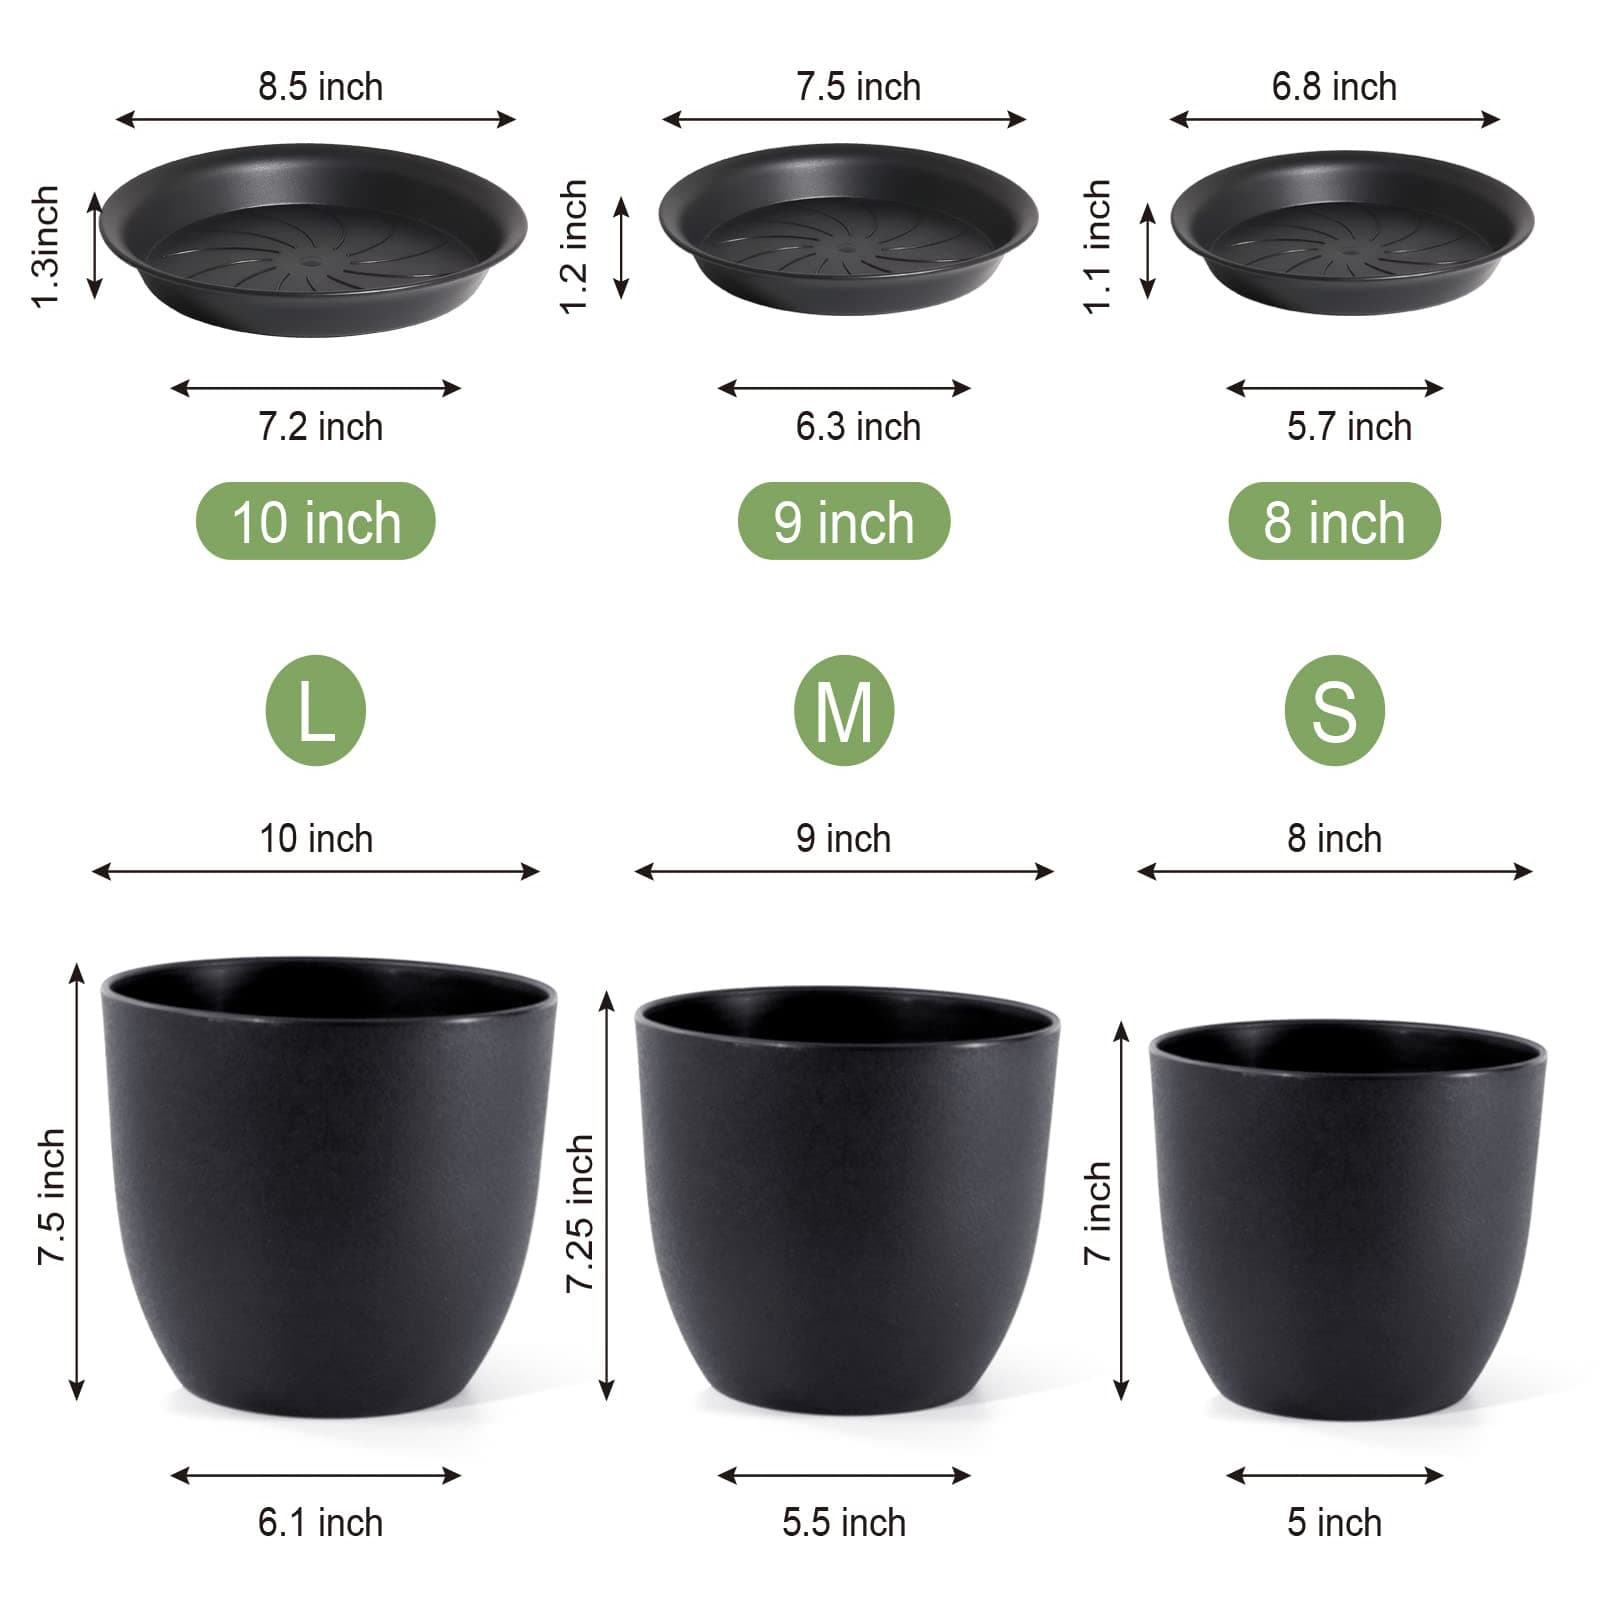 8.5 inch
7.5 inch
6.8 inch
1.3inch
1.2 inch
1.1 inch
7.2 inch
6.3 inch
5.7 inch
10 inch
9 inch
8 inch
L
M
S
10 inch
9 inch
8 inch
7.5 inch
7.25 inch
7 inch
6.1 inch
5.5 inch
5 inch